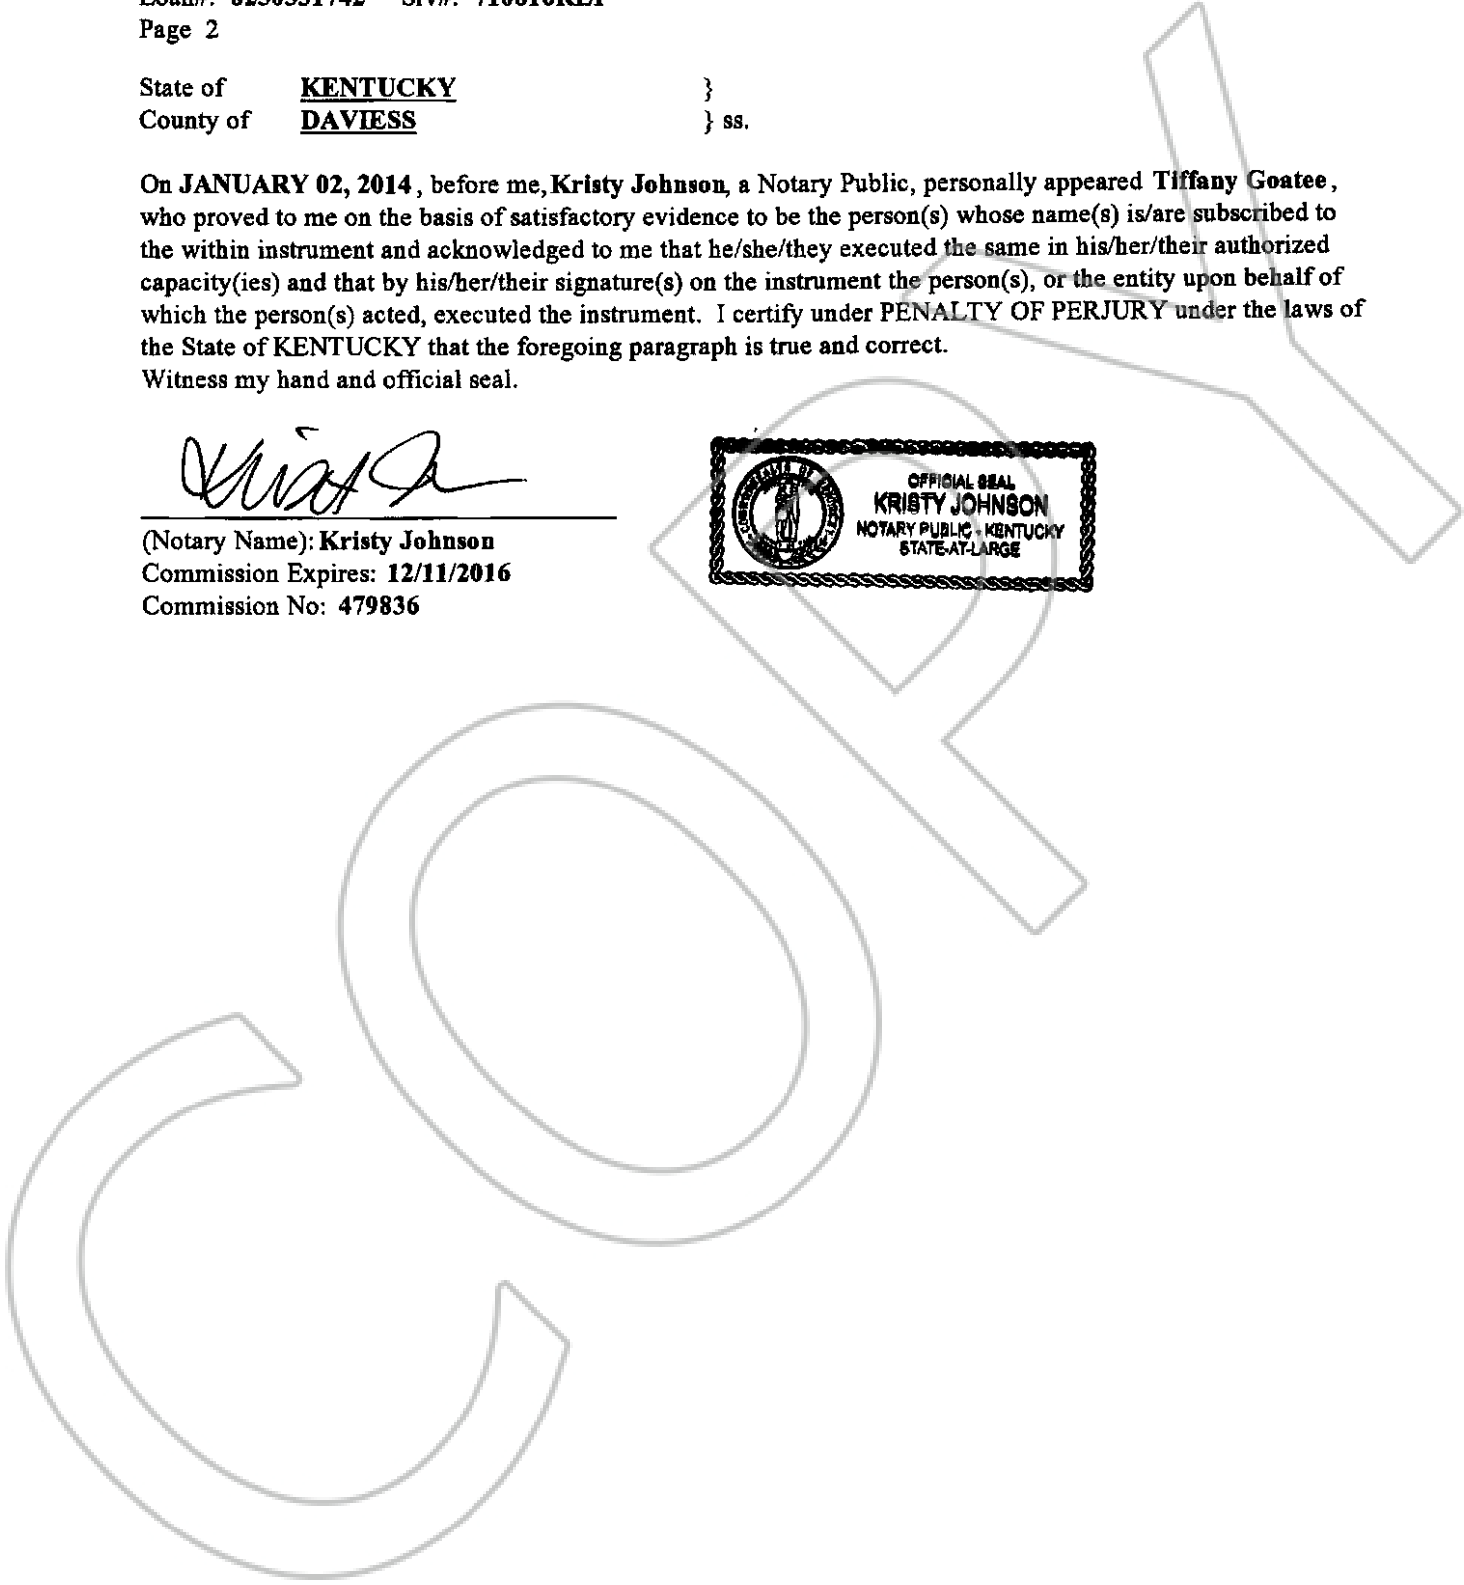 Page 2
State of KENTUCKY }
County of DAVIESS } ss.
On JANUARY 02, 2014, before me, Kristy Johnson, a Notary Public, personally appeared Tiffany Goatee,
who proved to me on the basis of satisfactory evidence to be the person(s) whose name(s) is/are subscribed to
the within instrument and acknowledged to me that he/she/they executed the same in his/her/their authorized
capacity(ies) and that by his/her/their signature(s) on the instrument the person(s), or the entity upon behalf of
which the person(s) acted, executed the instrument. I certify under PENALTY OF PERJURY under the laws of
the State of KENTUCKY that the foregoing paragraph is true and correct.
Witness my hand and official seal.
OFFICIAL SEAL
KRISTY JOHNSON
NOTARY PUBLIC - KENTUCKY
STATE-AT-LARGE
(Notary Name): Kristy Johnson
Commission Expires: 12/11/2016
Commission No: 479836
COPY